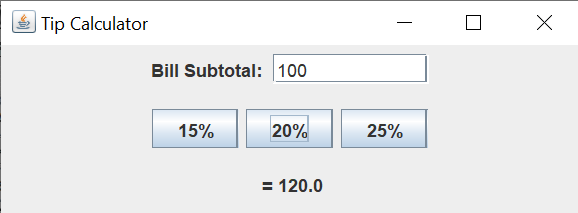 Tip Calculator
Bill Subtotal: 100
15% 20% 25%
= 120.0